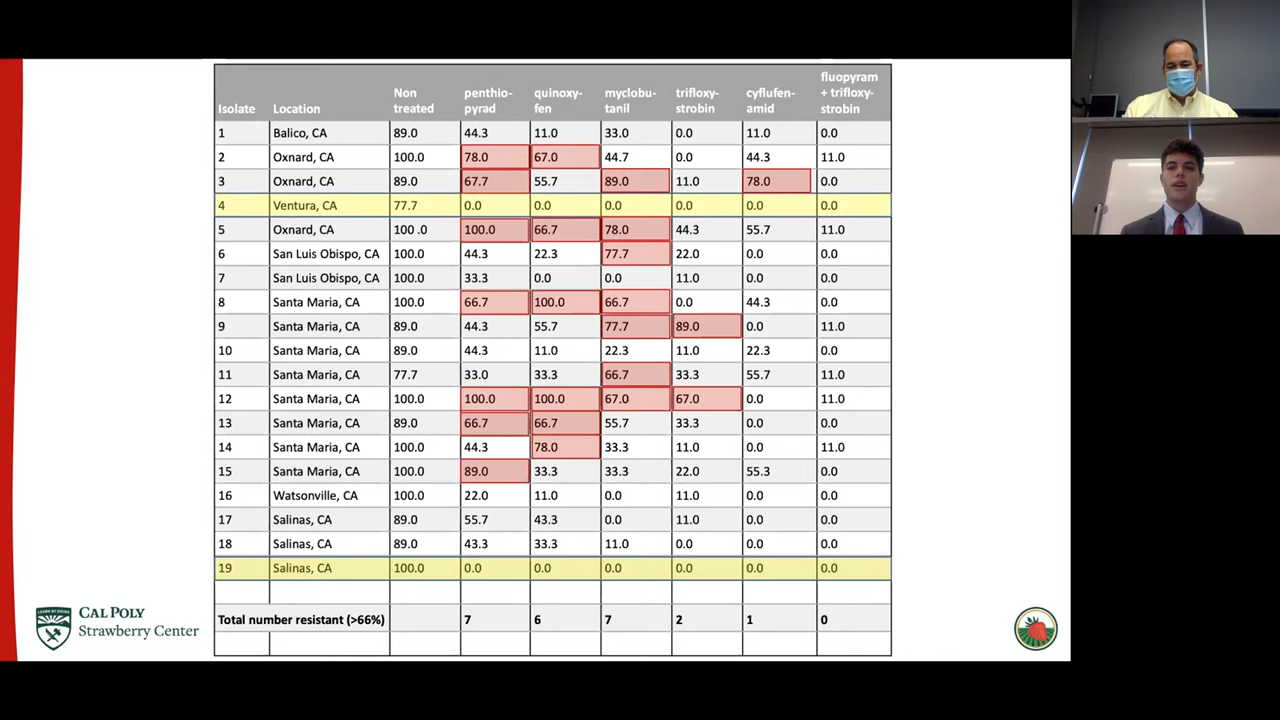 Isolate Location Non treated penthio-pyrad quinoxy-fen myclobu-tanil trifloxy-strobin cyflufen-amid fluopyram + trifloxy-strobin
1 Balico, CA 89.0 44.3 11.0 33.0 0.0 11.0 0.0
2 Oxnard, CA 100.0 78.0 67.0 44.7 0.0 44.3 11.0
3 Oxnard, CA 89.0 67.7 55.7 89.0 11.0 78.0 0.0
4 Ventura, CA 77.7 0.0 0.0 0.0 0.0 0.0 0.0
5 Oxnard, CA 100 .0 100.0 66.7 78.0 44.3 55.7 11.0
6 San Luis Obispo, CA 100.0 44.3 22.3 77.7 22.0 0.0 0.0
7 San Luis Obispo, CA 100.0 33.3 0.0 0.0 11.0 0.0 0.0
8 Santa Maria, CA 100.0 66.7 100.0 66.7 0.0 44.3 0.0
9 Santa Maria, CA 89.0 44.3 55.7 77.7 89.0 0.0 11.0
10 Santa Maria, CA 89.0 44.3 11.0 22.3 11.0 22.3 0.0
11 Santa Maria, CA 77.7 33.0 33.3 66.7 33.3 55.7 11.0
12 Santa Maria, CA 100.0 100.0 100.0 67.0 67.0 0.0 11.0
13 Santa Maria, CA 89.0 66.7 66.7 55.7 33.3 0.0 0.0
14 Santa Maria, CA 100.0 44.3 78.0 33.3 11.0 0.0 11.0
15 Santa Maria, CA 100.0 89.0 33.3 33.3 22.0 55.3 0.0
16 Watsonville, CA 100.0 22.0 11.0 0.0 11.0 0.0 0.0
17 Salinas, CA 89.0 55.7 43.3 0.0 11.0 0.0 0.0
18 Salinas, CA 89.0 43.3 33.3 11.0 0.0 0.0 0.0
19 Salinas, CA 100.0 0.0 0.0 0.0 0.0 0.0 0.0
Total number resistant (>66%) 7 6 7 2 1 0
LEARN BY DOING
CAL POLY
Strawberry Center